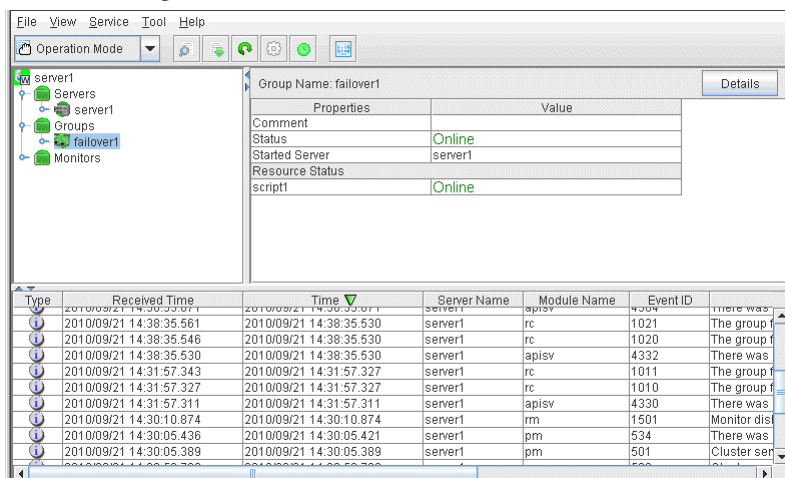 File View Service Tool Help
Operation Mode
server1
Servers
server1
Groups
failover1
Monitors
Group Name: failover1 Details
Properties Value
Comment
Status Online
Started Server server1
Resource Status
script1 Online
Type Received Time Time Server Name Module Name Event ID
2010/09/21 14:38:35.561 2010/09/21 14:38:35.530 server1 rc 1021 The group f
2010/09/21 14:38:35.546 2010/09/21 14:38:35.530 server1 rc 1020 The group f
2010/09/21 14:38:35.530 2010/09/21 14:38:35.530 server1 apisv 4332 There was
2010/09/21 14:31:57.343 2010/09/21 14:31:57.327 server1 rc 1011 The group f
2010/09/21 14:31:57.327 2010/09/21 14:31:57.327 server1 rc 1010 The group f
2010/09/21 14:31:57.311 2010/09/21 14:31:57.311 server1 apisv 4330 There was
2010/09/21 14:30:10.874 2010/09/21 14:30:10.874 server1 rm 1501 Monitor disl
2010/09/21 14:30:05.436 2010/09/21 14:30:05.421 server1 pm 534 There was
2010/09/21 14:30:05.389 2010/09/21 14:30:05.389 server1 pm 501 Cluster ser